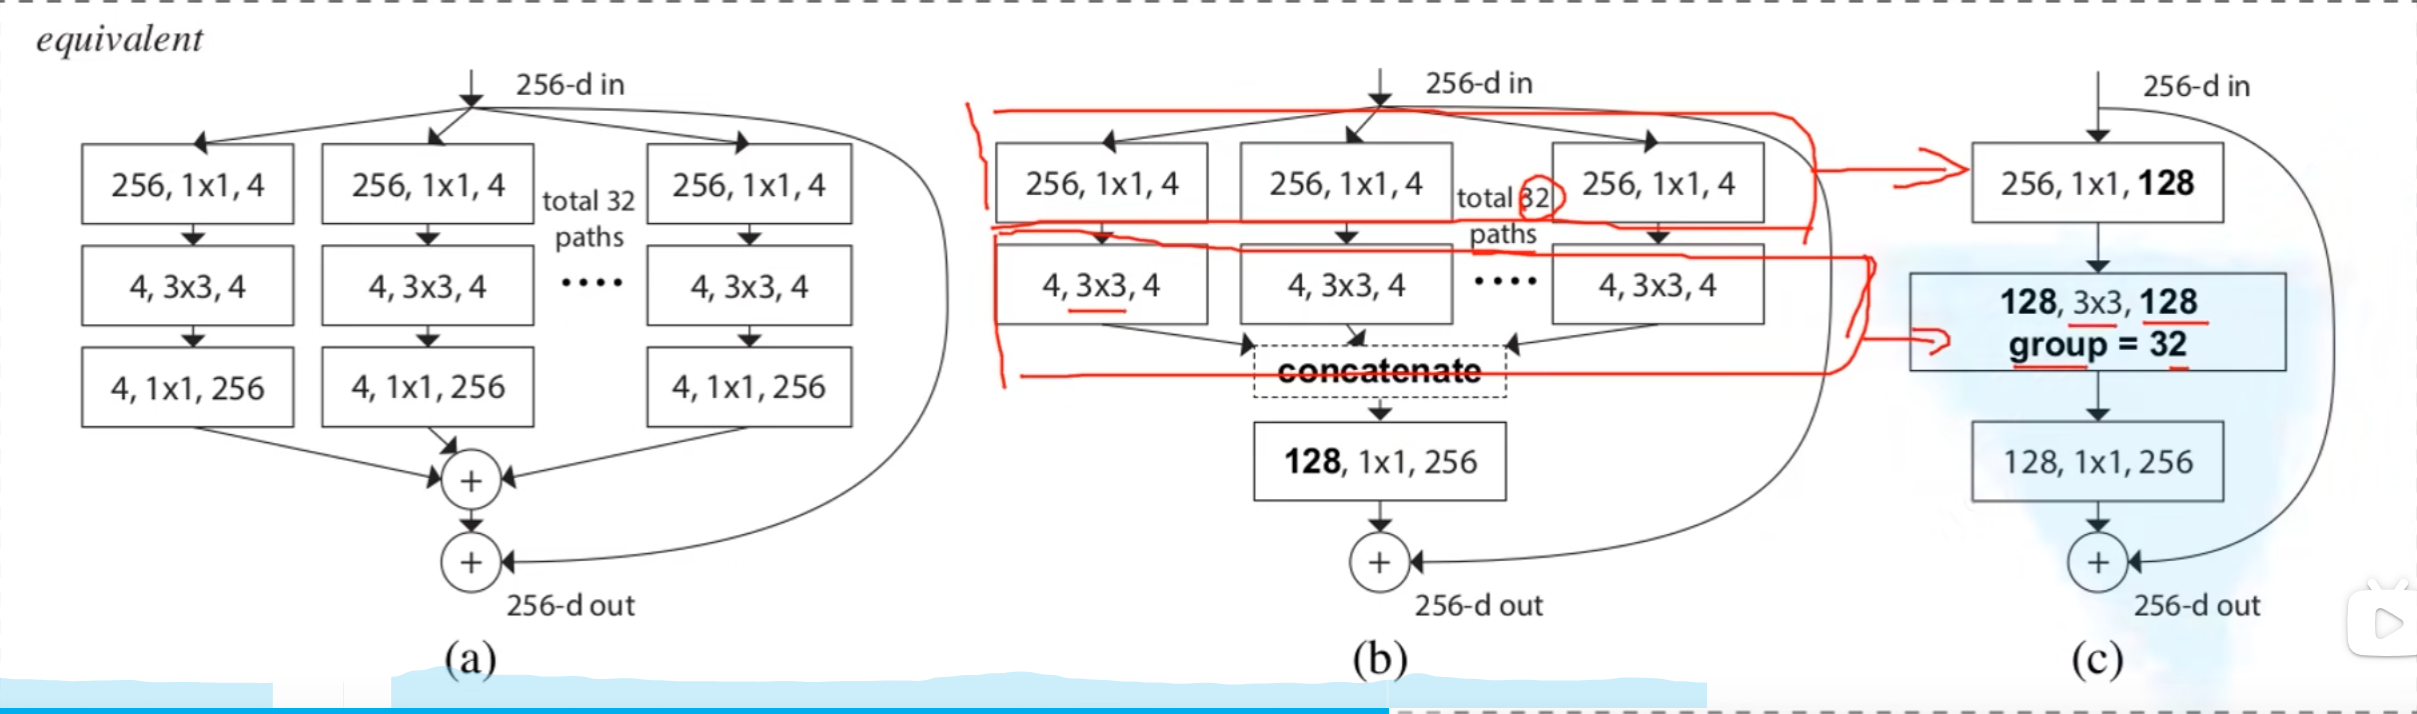 equivalent
256-d in
256, 1x1, 4
256, 1x1, 4
total 32
paths
256, 1x1, 4
4, 3x3, 4
4, 3x3, 4
....
4, 3x3, 4
4, 1x1, 256
4, 1x1, 256
4, 1x1, 256
+
+
256-d out
(a)
256-d in
256, 1x1, 4
256, 1x1, 4
total 32
paths
256, 1x1, 4
4, 3x3, 4
4, 3x3, 4
....
4, 3x3, 4
concatenate
128, 1x1, 256
+
256-d out
(b)
256-d in
256, 1x1, 128
128, 3x3, 128
group = 32
128, 1x1, 256
+
256-d out
(c)